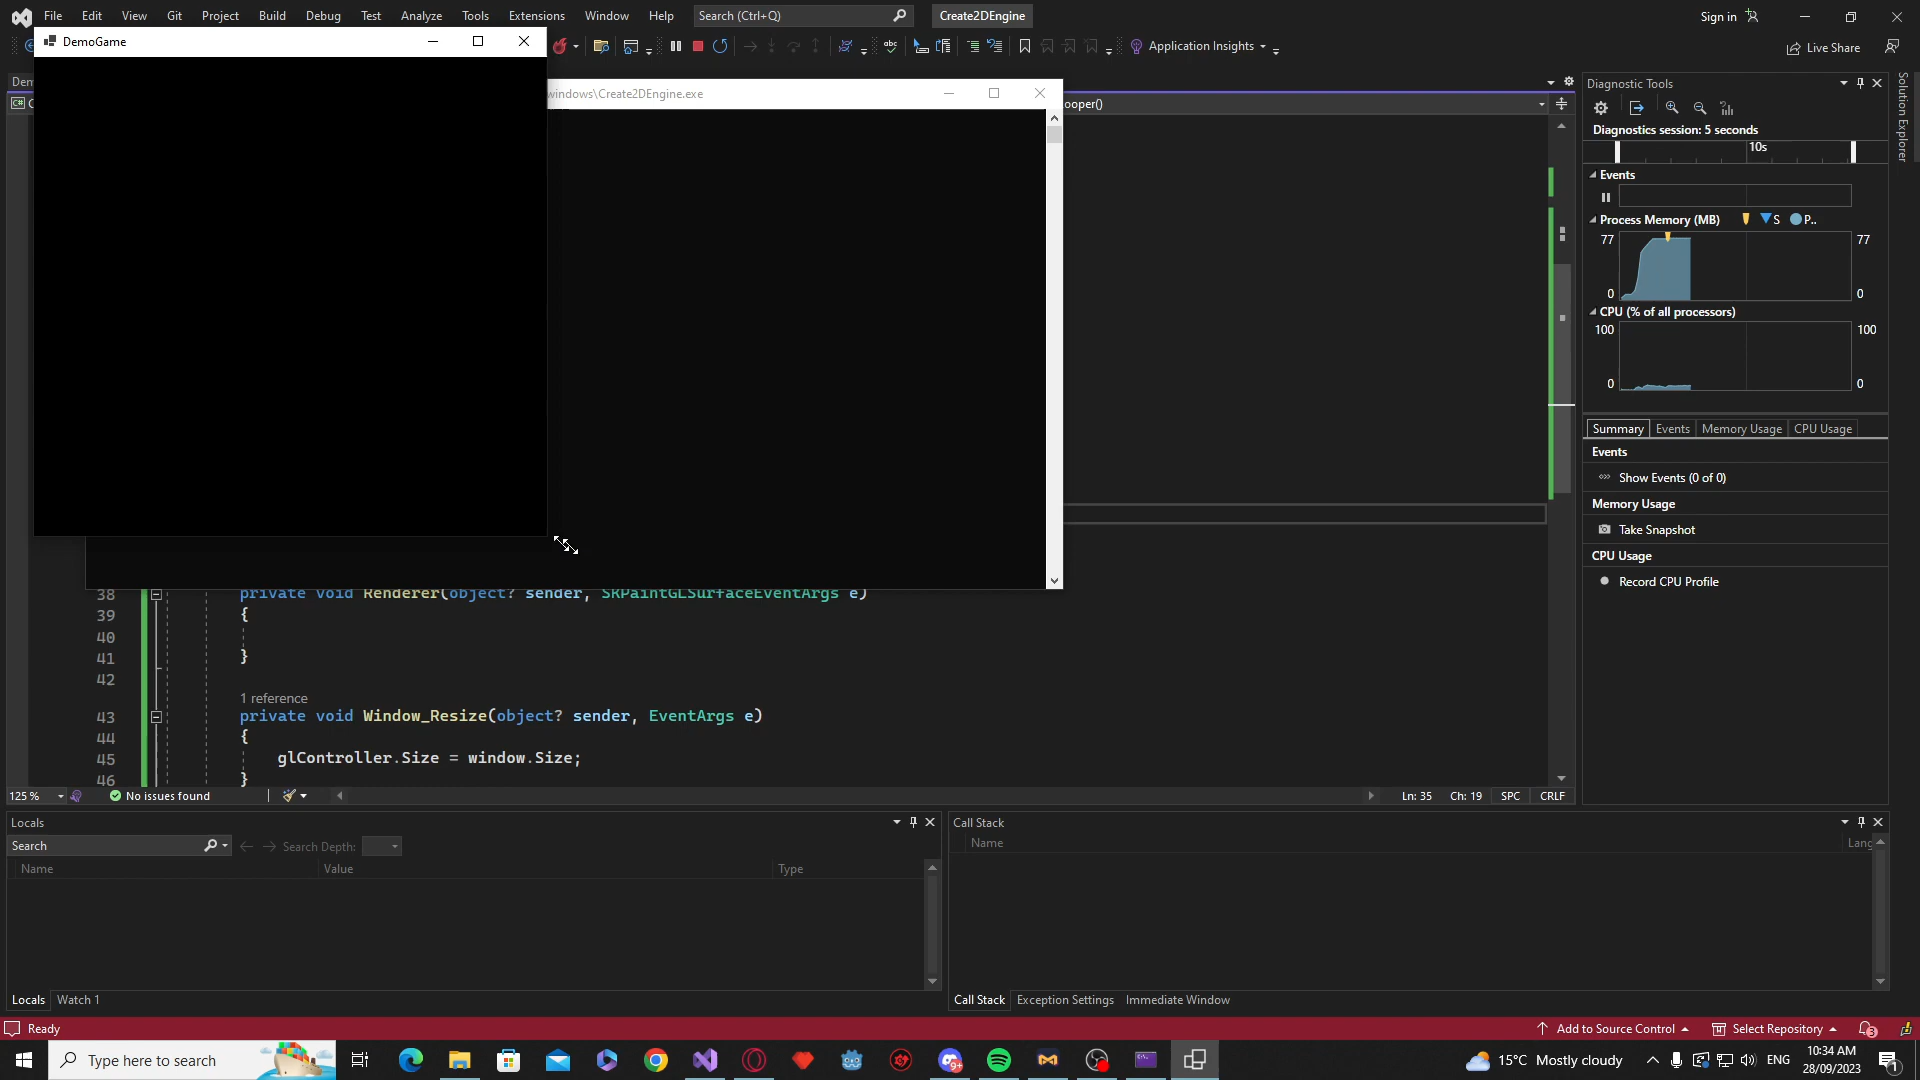 File Edit View Git Project Build Debug Test Analyze Tools Extensions Window Help Search (Ctrl+Q) Create2DEngine Sign in
DemoGame
Application Insights
Live Share
Dem
windows\Create2DEngine.exe
C#
ooper()
Diagnostic Tools
Solution Explorer
Diagnostics session: 5 seconds
10s
Events
Process Memory (MB) S P..
77 77
0 0
CPU (% of all processors)
100 100
0 0
Summary Events Memory Usage CPU Usage
Events
Show Events (0 of 0)
Memory Usage
Take Snapshot
CPU Usage
Record CPU Profile
38 private void Renderer(object? sender, SKPaintGLSurfaceEventArgs e)
39 {
40
41 }
42
1 reference
43 private void Window_Resize(object? sender, EventArgs e)
44 {
45 glController.Size = window.Size;
46 }
125 % No issues found Ln: 35 Ch: 19 SPC CRLF
Locals
Search Search Depth:
Name Value Type
Locals Watch 1
Call Stack
Name Lang
Call Stack Exception Settings Immediate Window
Ready Add to Source Control Select Repository 3
Type here to search 9+ 15°C Mostly cloudy ENG 10:34 AM
28/09/2023 1